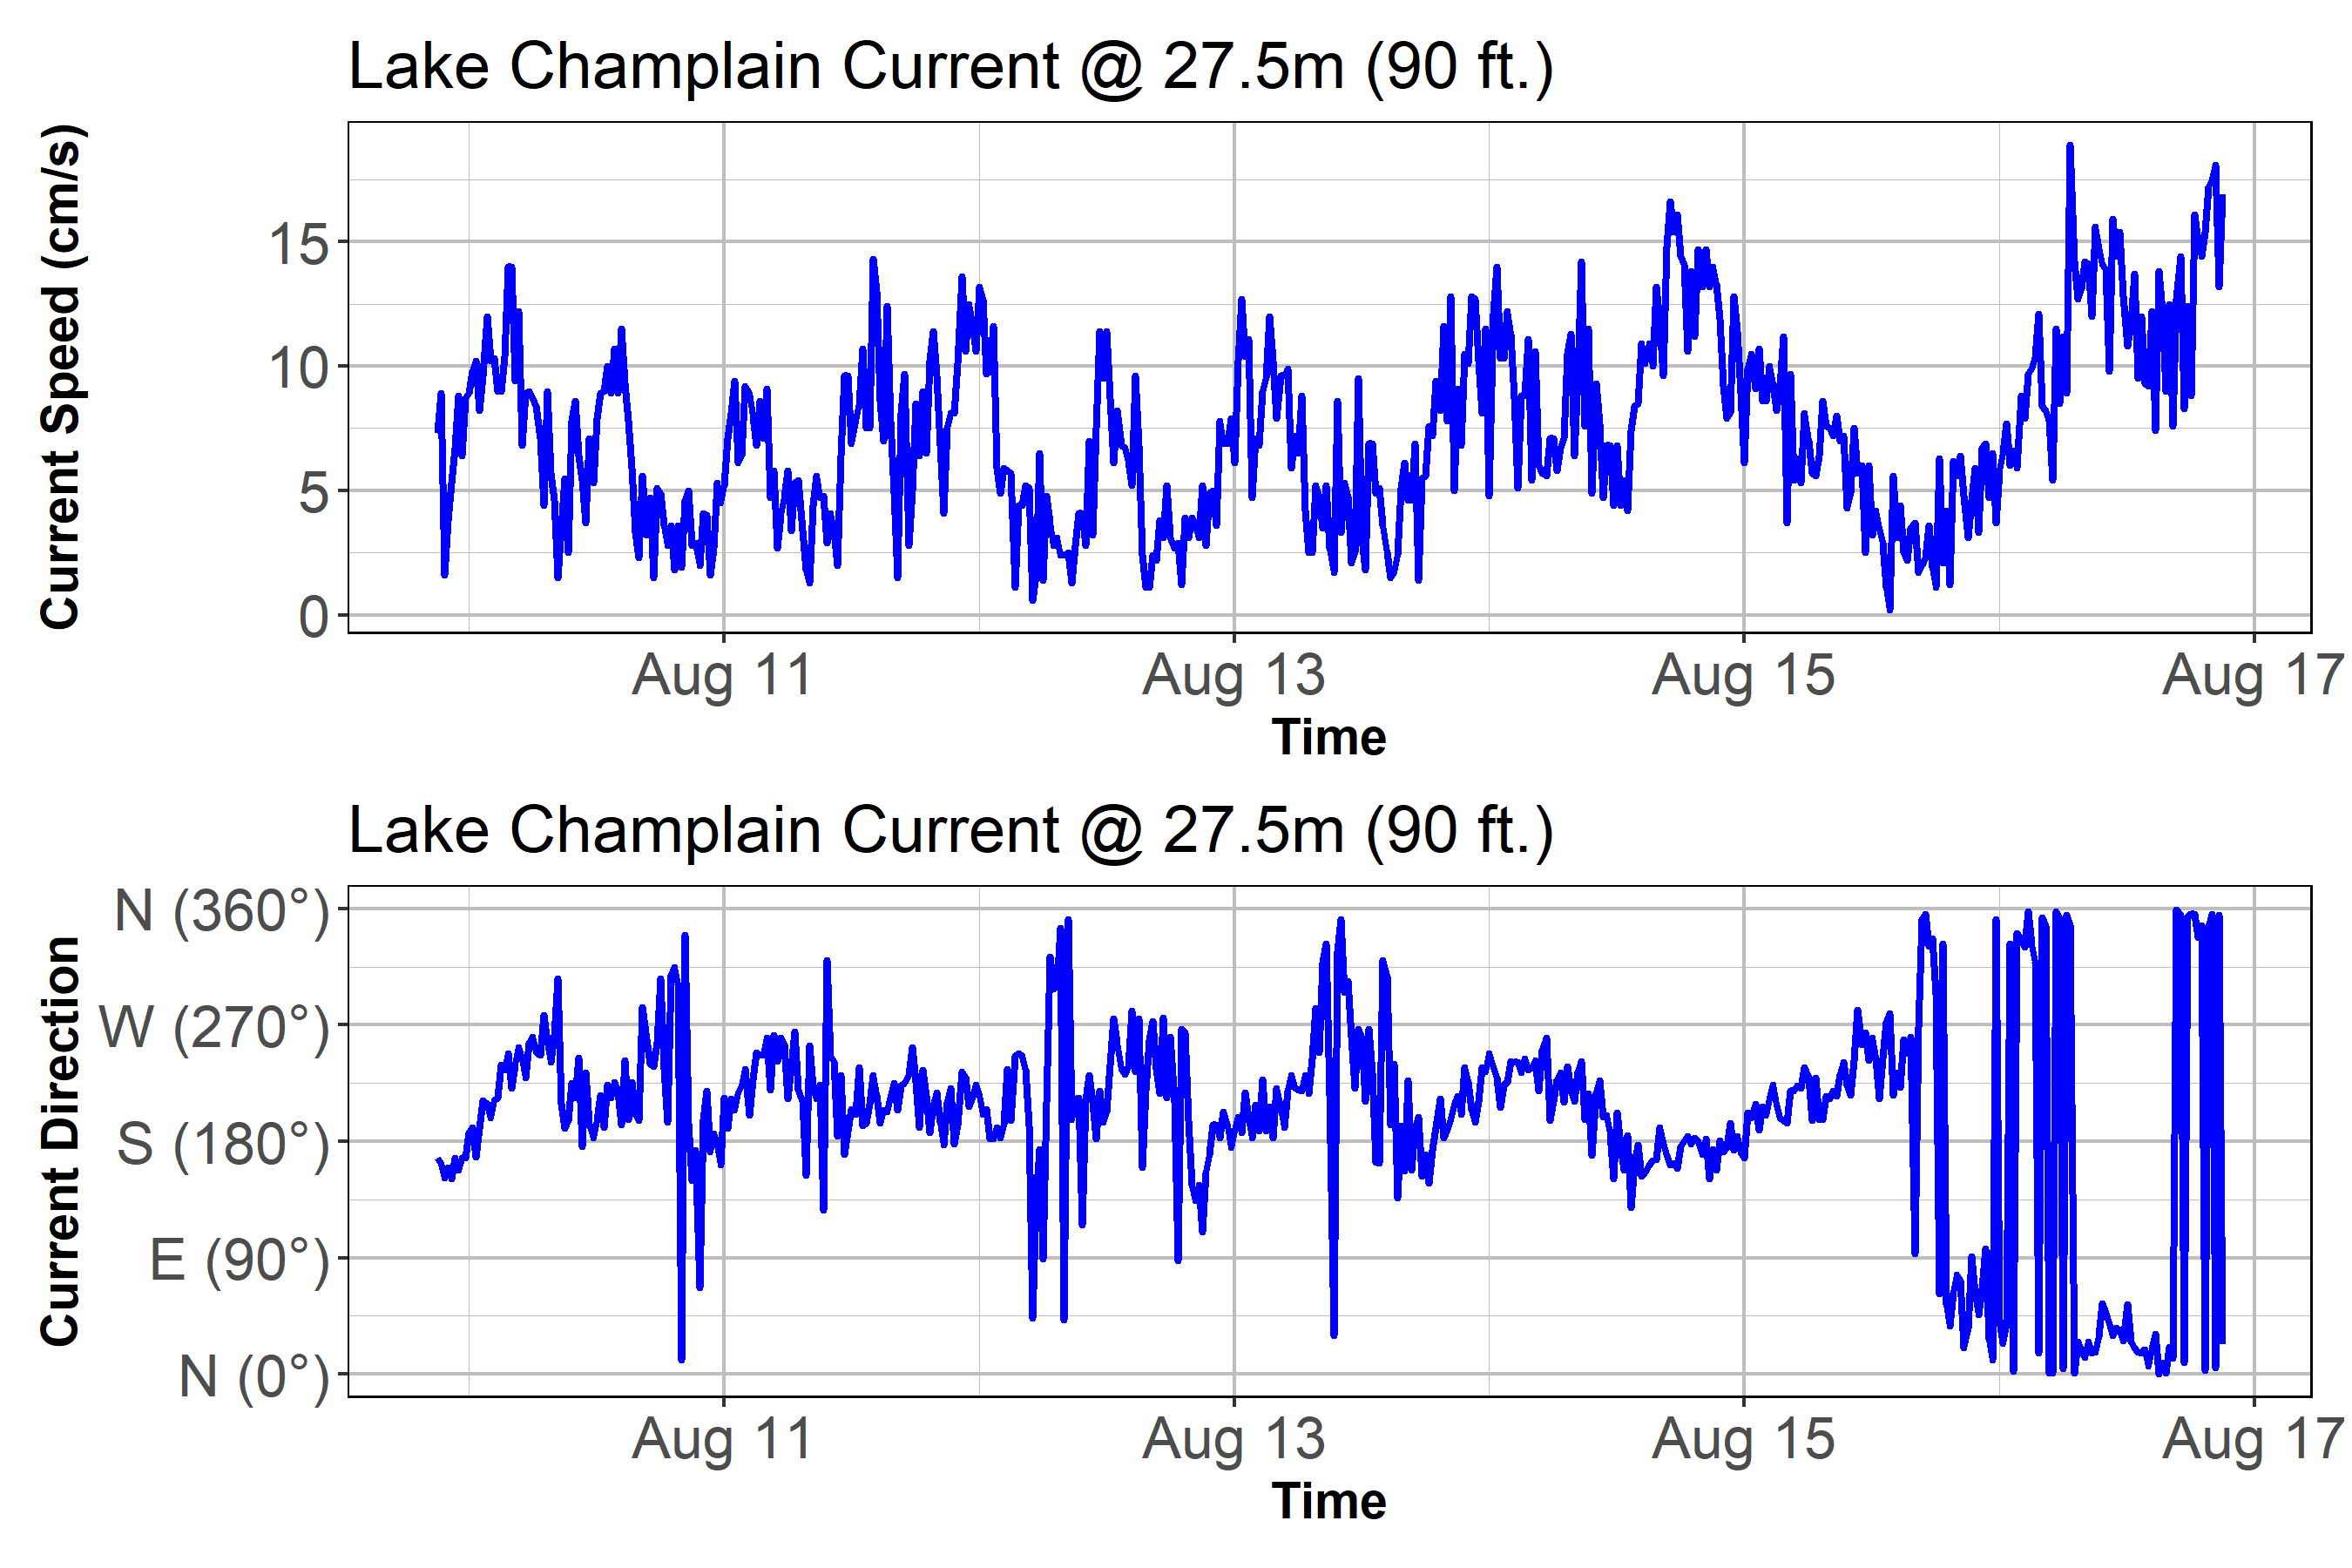 Lake Champlain Current @ 27.5m (90 ft.)
Current Speed (cm/s)
15
10
5
0
Aug 11 Aug 13 Aug 15 Aug 17
Time
Lake Champlain Current @ 27.5m (90 ft.)
Current Direction
N (360°)
W (270°)
S (180°)
E (90°)
N (0°)
Aug 11 Aug 13 Aug 15 Aug 17
Time